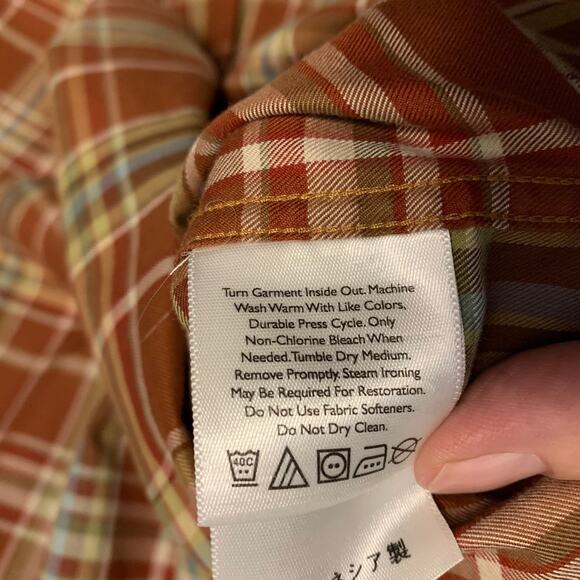 Turn Garment Inside Out. Machine
Wash Warm With Like Colors,
Durable Press Cycle. Only
Non-Chlorine Bleach When
Needed. Tumble Dry Medium.
Remove Promptly. Steam Ironing
May Be Required For Restoration.
Do Not Use Fabric Softeners.
Do Not Dry Clean.
40C
ネシア製